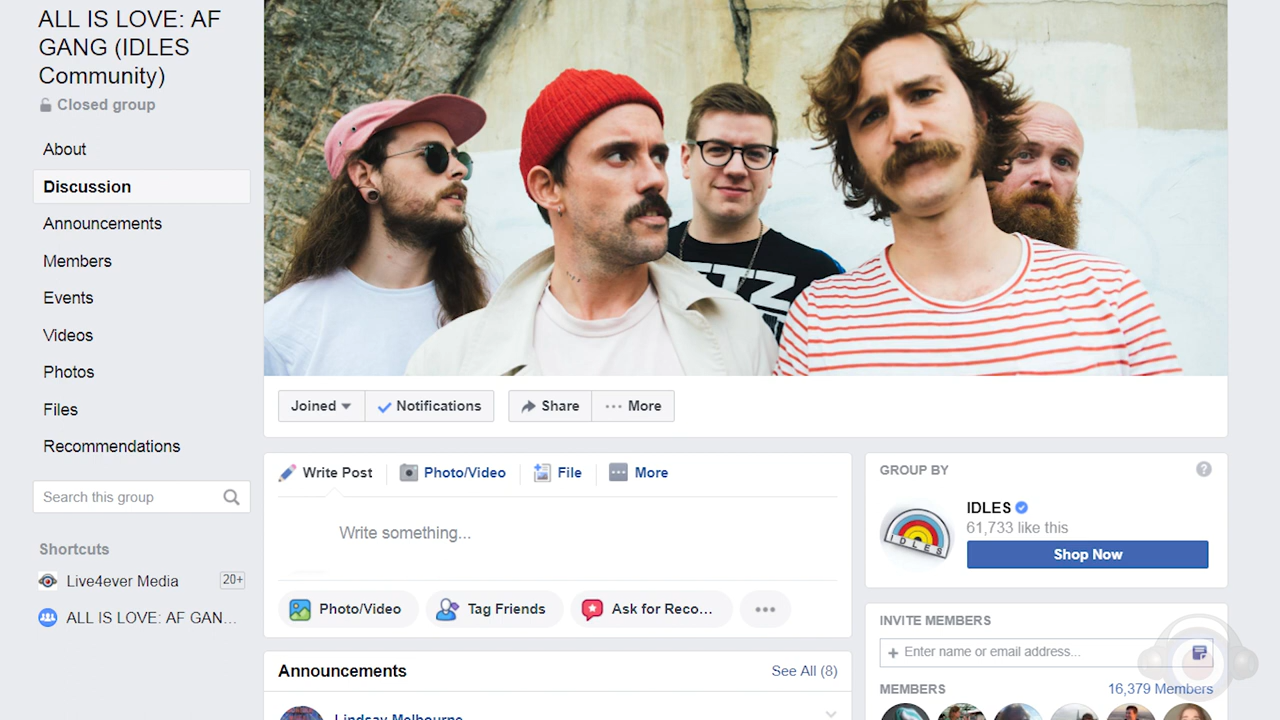 ALL IS LOVE: AF
GANG (IDLES
Community)
Closed group
About
Discussion
Announcements
Members
Events
Videos
Photos
Files
Recommendations
Search this group
Shortcuts
Live4ever Media
20+
ALL IS LOVE: AF GAN...
Joined
Notifications
Share
More
Write Post
Photo/Video
File
More
Write something...
Photo/Video
Tag Friends
Ask for Reco...
Announcements
See All (8)
Lindsay Melbourne
GROUP BY
?
IDLES
IDLES
61,733 like this
Shop Now
INVITE MEMBERS
+ Enter name or email address...
MEMBERS
16,379 Members